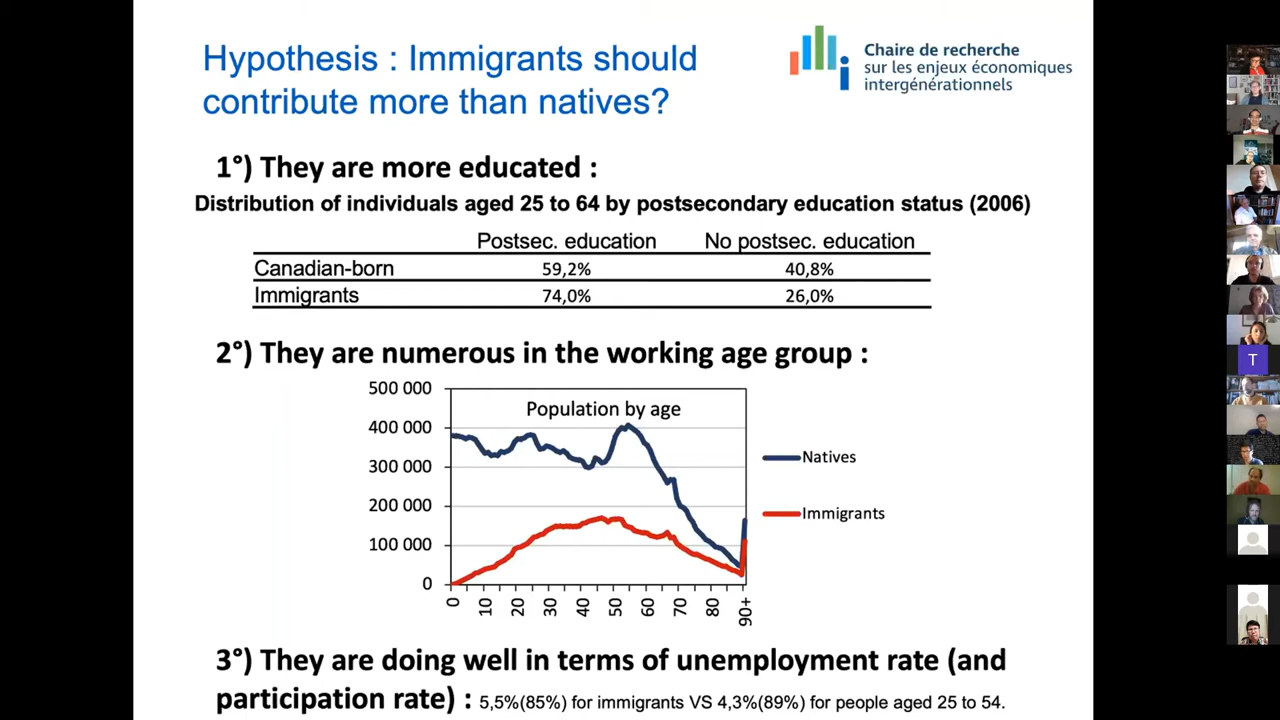 Hypothesis : Immigrants should
contribute more than natives?
Chaire de recherche
sur les enjeux économiques
intergénérationnels
1°) They are more educated :
Distribution of individuals aged 25 to 64 by postsecondary education status (2006)
Postsec. education No postsec. education
Canadian-born 59,2% 40,8%
Immigrants 74,0% 26,0%
2°) They are numerous in the working age group :
Population by age
500 000
400 000
300 000
200 000
100 000
0
0 10 20 30 40 50 60 70 80 90+
Natives
Immigrants
3°) They are doing well in terms of unemployment rate (and
participation rate) : 5,5%(85%) for immigrants VS 4,3%(89%) for people aged 25 to 54.
T